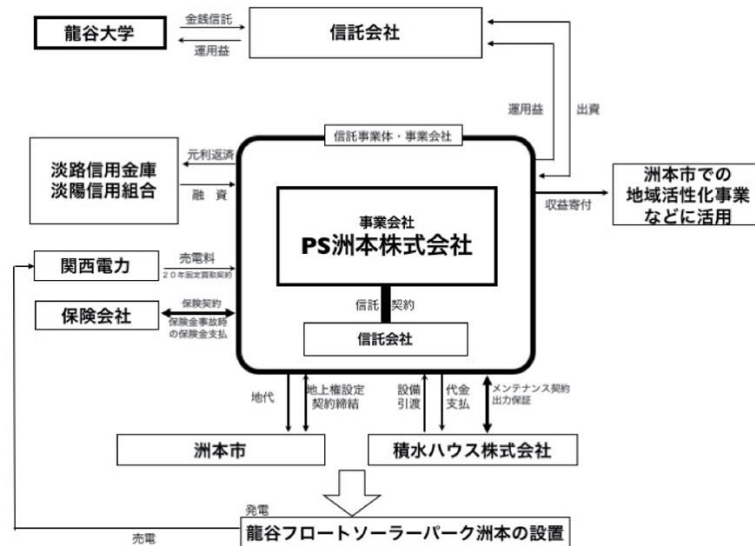 龍谷大学
金銭信託
運用益
信託会社
運用益
出資
信託事業体・事業会社
淡路信用金庫
淡陽信用組合
元利返済
融資
事業会社
PS洲本株式会社
信託
契約
信託会社
収益寄付
洲本市での
地域活性化事業
などに活用
関西電力
売電料
20年固定買取契約
保険会社
保険契約
保険金事故時
の保険金支払
地代
地上権設定
契約締結
設備
引渡
代金
支払
メンテナンス契約
出力保証
洲本市
積水ハウス株式会社
発電
売電
龍谷フロートソーラーパーク洲本の設置